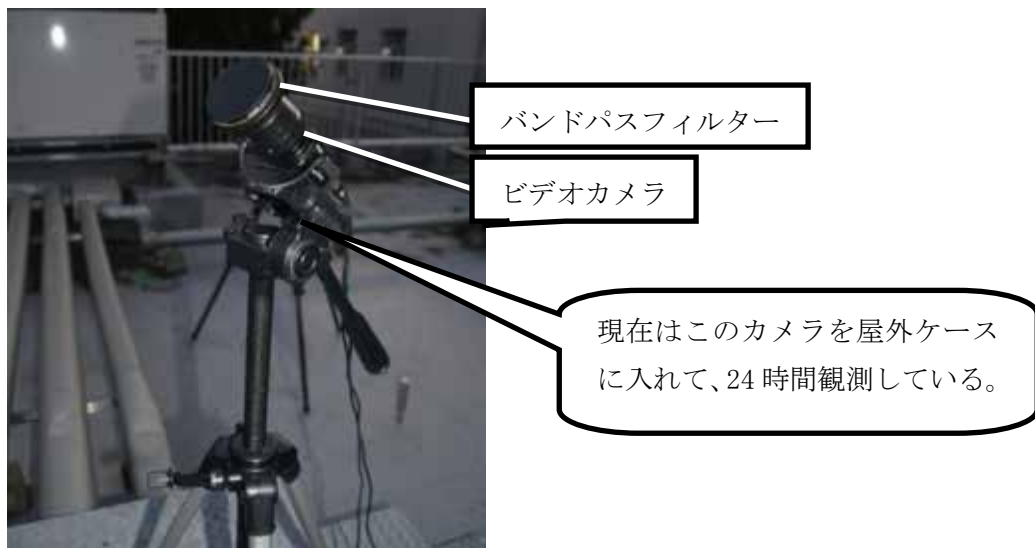 バンドパスフィルター
ビデオカメラ
現在はこのカメラを屋外ケース
に入れて、24 時間観測している。